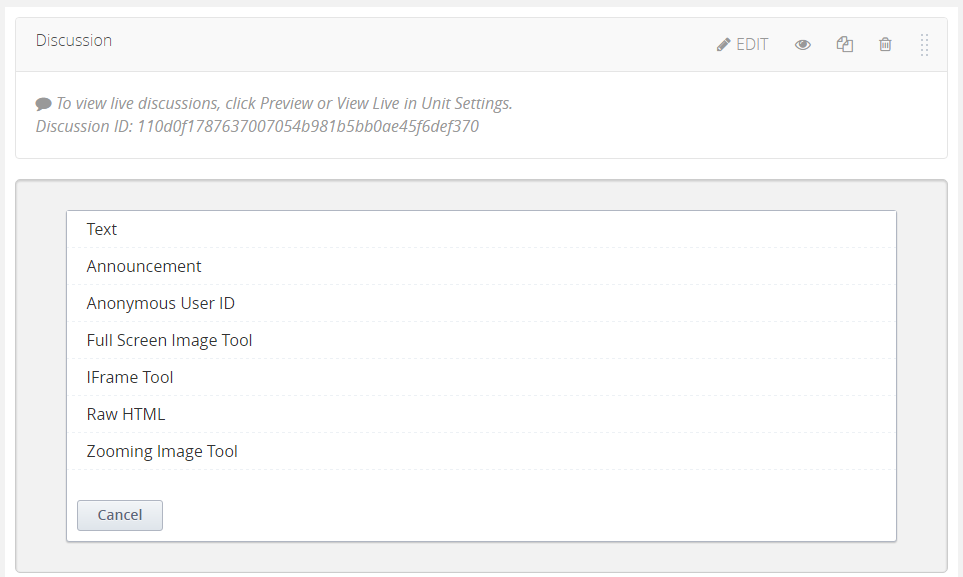 Discussion
EDIT
To view live discussions, click Preview or View Live in Unit Settings.
Discussion ID: 110d0f1787637007054b981b5bb0ae45f6def370
Text
Announcement
Anonymous User ID
Full Screen Image Tool
IFrame Tool
Raw HTML
Zooming Image Tool
Cancel